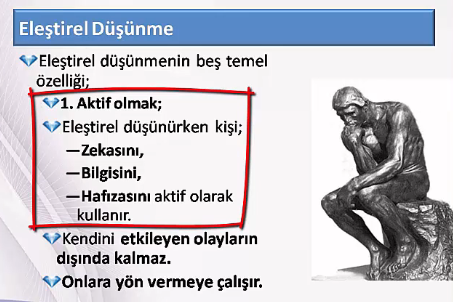 Eleştirel Düşünme
Eleştirel düşünmenin beş temel
özelliği;
1. Aktif olmak;
Eleştirel düşünürken kişi;
—Zekasını,
—Bilgisini,
—Hafızasını aktif olarak
kullanır.
Kendini etkileyen olayların
dışında kalmaz.
Onlara yön vermeye çalışır.